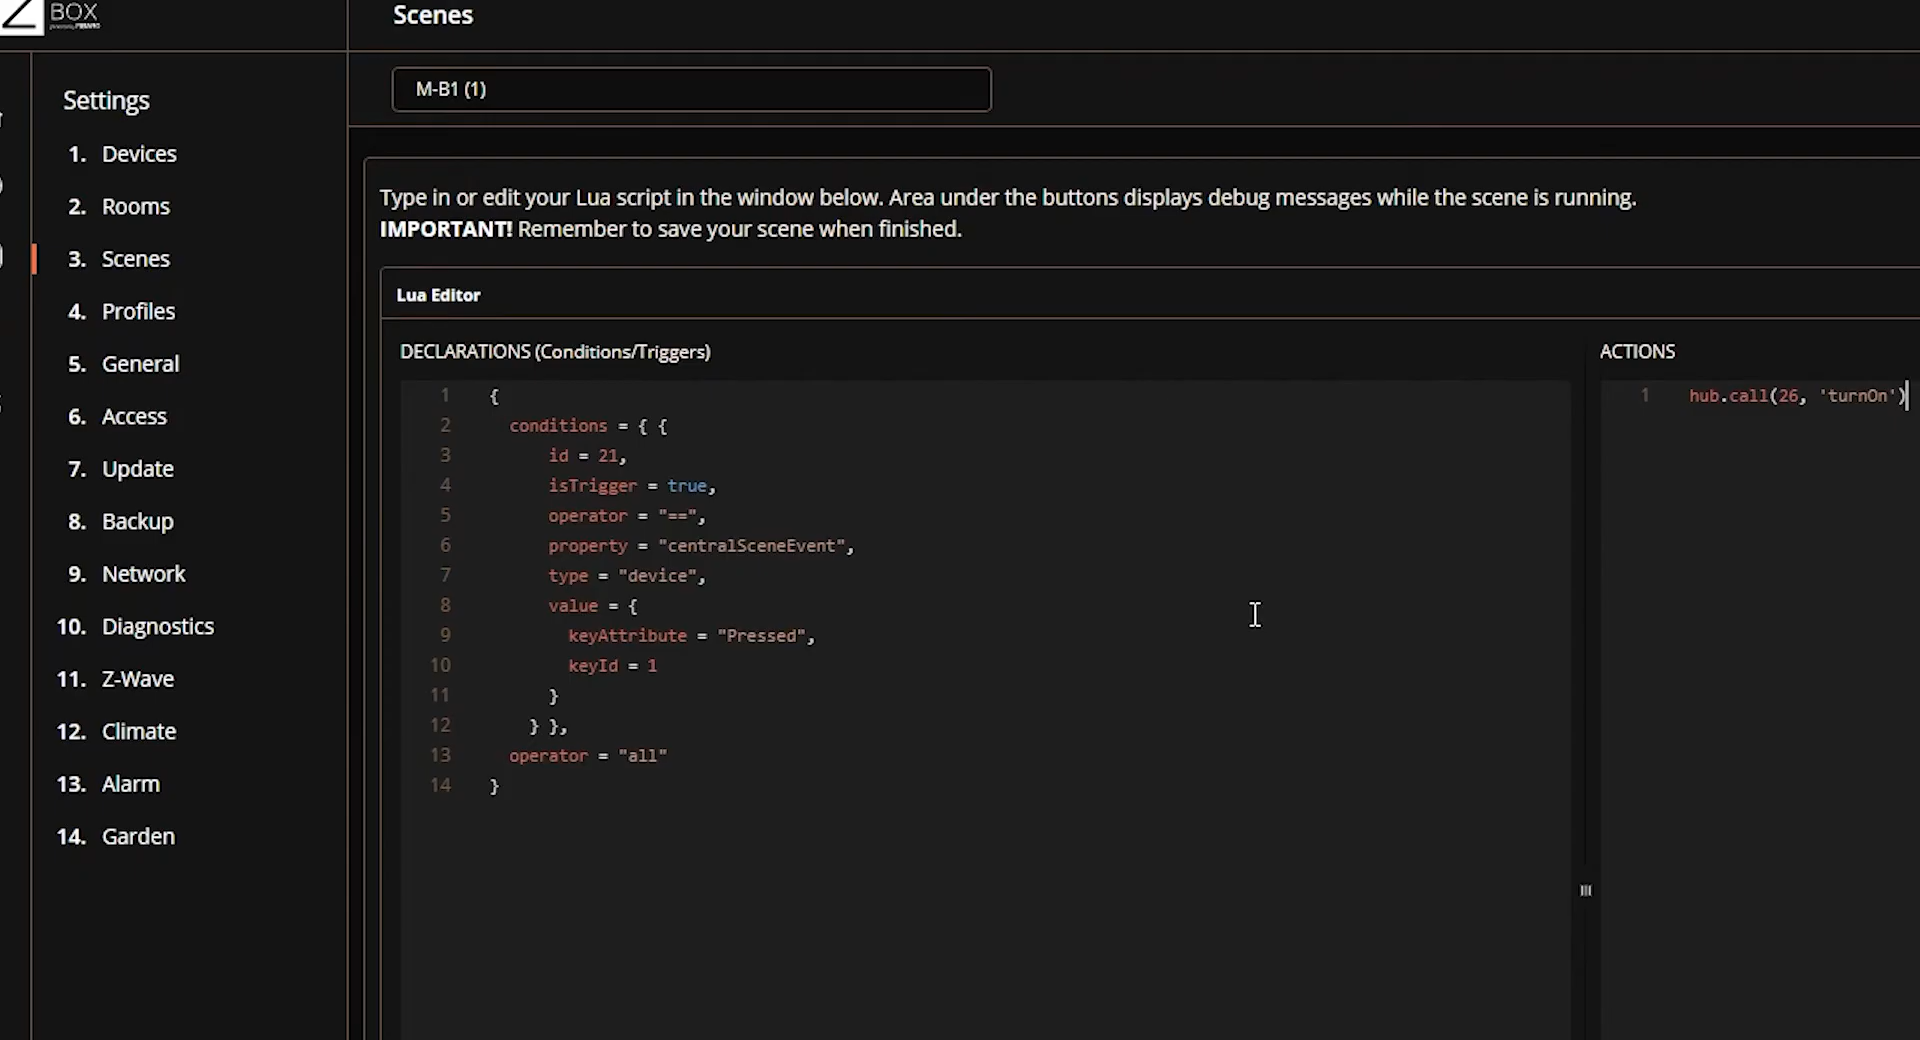 BOX
Scenes
M-B1 (1)
Settings
1. Devices
2. Rooms
3. Scenes
4. Profiles
5. General
6. Access
7. Update
8. Backup
9. Network
10. Diagnostics
11. Z-Wave
12. Climate
13. Alarm
14. Garden
Type in or edit your Lua script in the window below. Area under the buttons displays debug messages while the scene is running.
IMPORTANT! Remember to save your scene when finished.
Lua Editor
DECLARATIONS (Conditions/Triggers)
1 {
2 conditions = { {
3 id = 21,
4 isTrigger = true,
5 operator = "==",
6 property = "centralSceneEvent",
7 type = "device",
8 value = {
9 keyAttribute = "Pressed",
10 keyId = 1
11 }
12 } },
13 operator = "all"
14 }
ACTIONS
1 hub.call(26, 'turnOn')